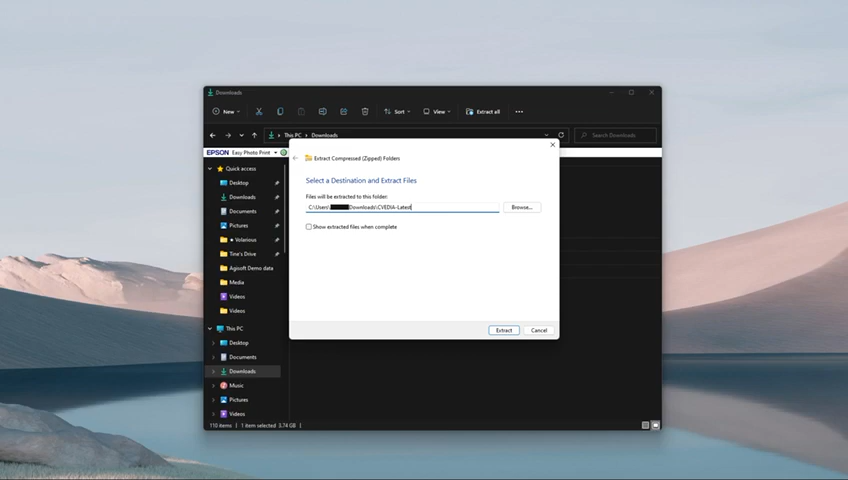 Downloads
New
Sort
View
Extract all
This PC > Downloads
Search Downloads
EPSON Easy Photo Print
Quick access
Desktop
Downloads
Documents
Pictures
Volarious
Time's Drive
Agisoft Demo data
Media
Videos
Videos
This PC
Desktop
Documents
Downloads
Music
Pictures
Videos
110 items 1 item selected 3.74 GB
Extract Compressed (Zipped) Folders
Select a Destination and Extract Files
Files will be extracted to this folder:
C:\Users\ Downloads\CVEDIA-Latest
Browse...
Show extracted files when complete
Extract
Cancel